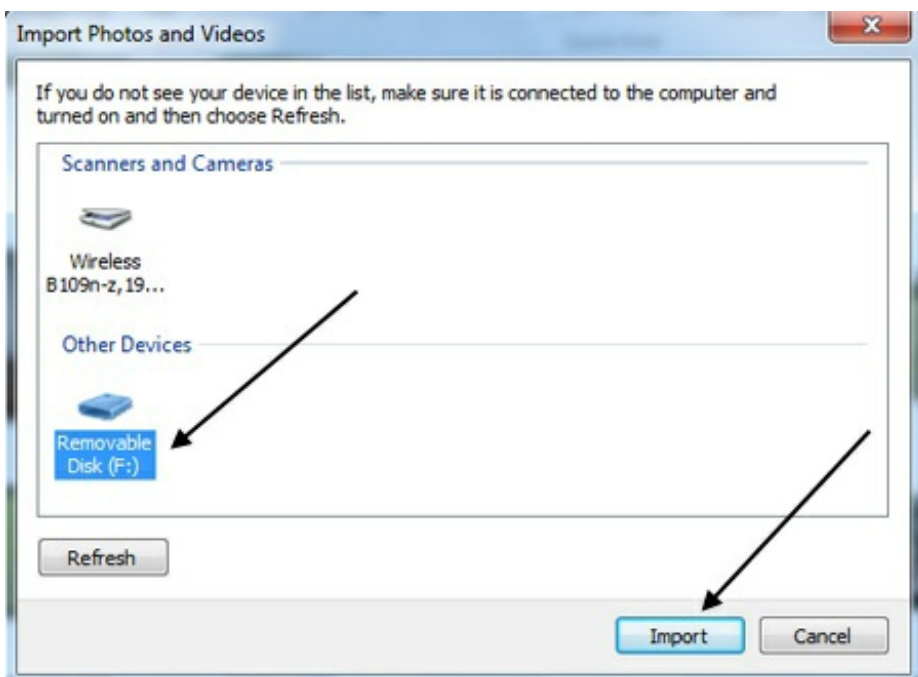 Import Photos and Videos
If you do not see your device in the list, make sure it is connected to the computer and
turned on and then choose Refresh.
Scanners and Cameras
Wireless
B109n-z,19...
Other Devices
Removable
Disk (F:)
Refresh
Import Cancel